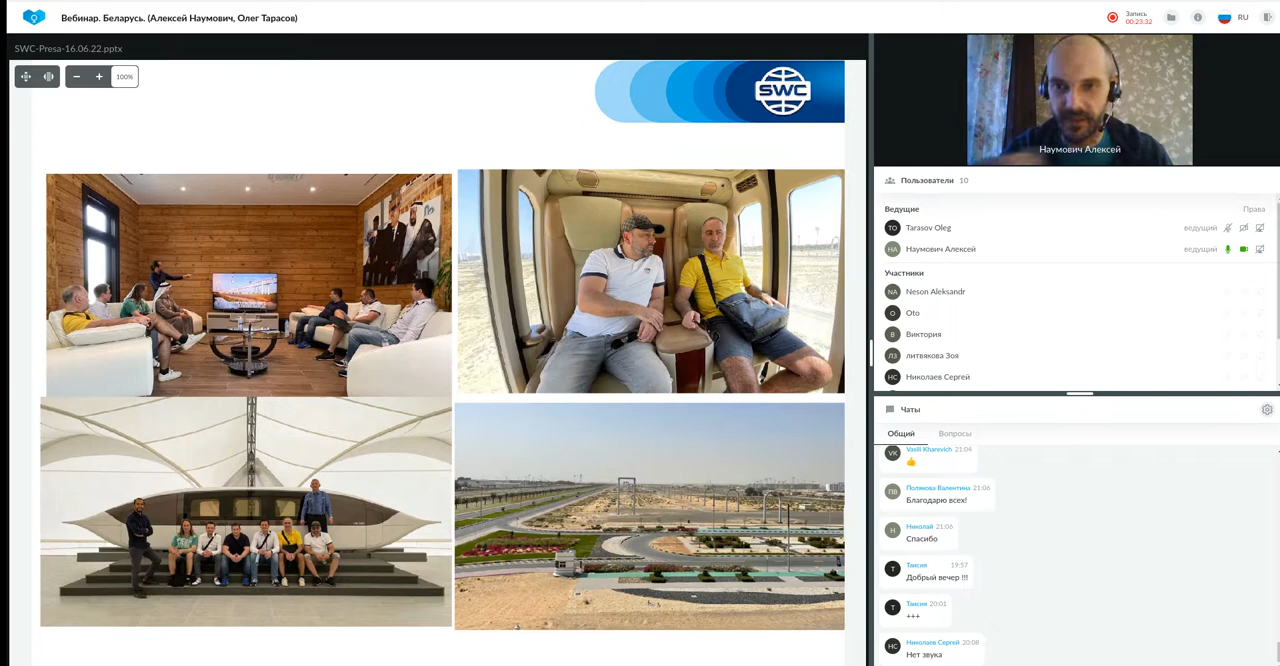 Вебинар. Беларусь. (Алексей Наумович, Олег Тарасов)
Запись
00:23:32
RU
SWC-Presa-16.06.22.pptx
100%
SWC
Наумович Алексей
Пользователи 10
Ведущие Права
TO Tarasov Oleg ведущий
НА Наумович Алексей ведущий
Участники
NA Neson Aleksandr
O Oto
В Виктория
ЛЗ литвякова Зоя
НС Николаев Сергей
Чаты
Общий Вопросы
VK Vasili Kharevich 21:04
👍
ПВ Полякова Валентина 21:06
Благодарю всех!
Н Николай 21:06
Спасибо
Т Таисия 19:57
Добрый вечер !!!
Т Таисия 20:01
+++
НС Николаев Сергей 20:08
Нет звука